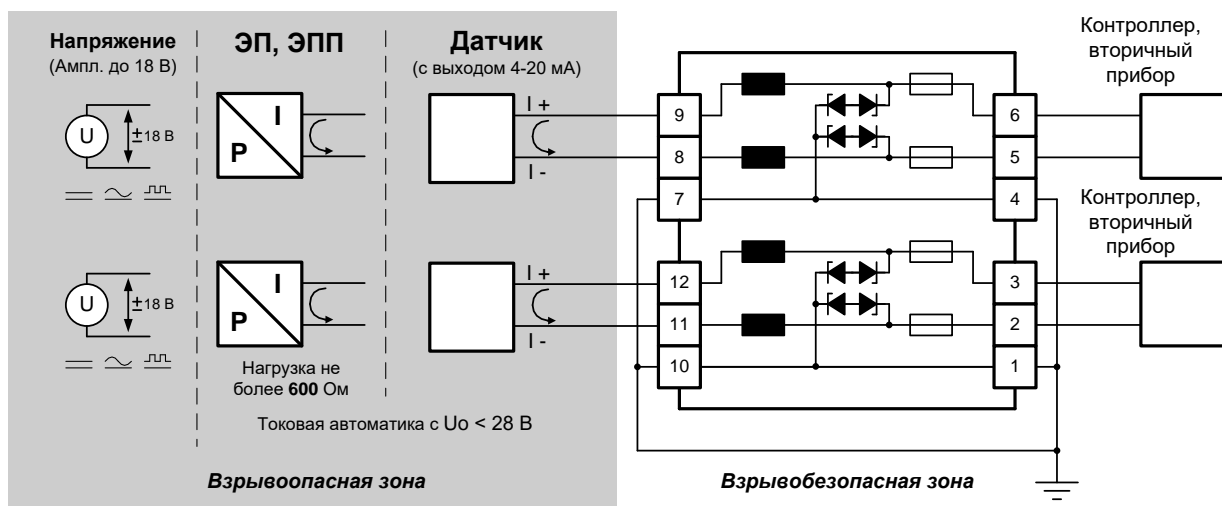 Напряжение
(Ампл. до 18 В)
ЭП, ЭПП
Датчик
(с выходом 4-20 мА)
Контроллер,
вторичный
прибор
U
±18 В
I
P
I +
I -
9
8
7
6
5
4
Контроллер,
вторичный
прибор
U
±18 В
I
P
I +
I -
12
11
10
3
2
1
Нагрузка не
более 600 Ом
Токовая автоматика с Uo < 28 В
Взрывоопасная зона
Взрывобезопасная зона